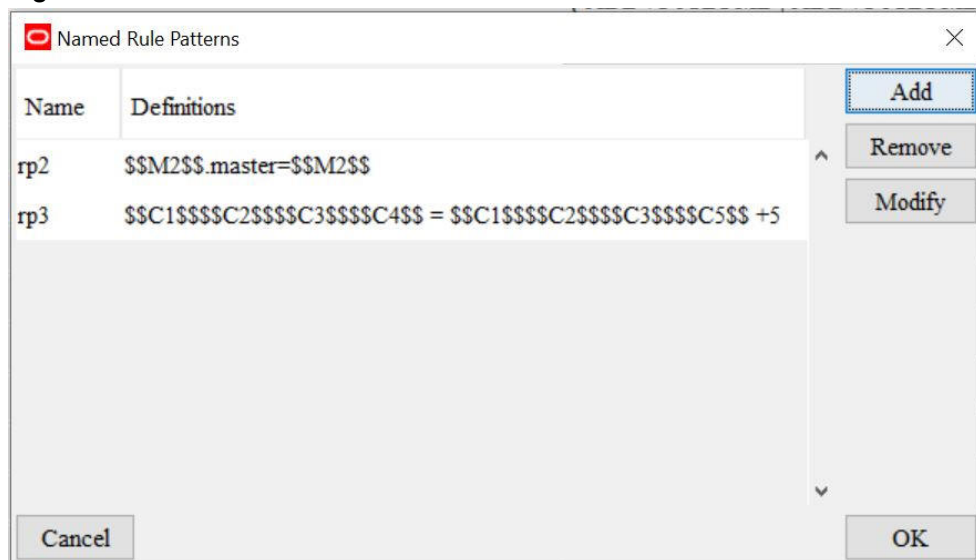 Named Rule Patterns
Name Definitions Add
rp2 $$M2$$.master=$$M2$$ Remove
rp3 $$C1$$$$C2$$$$C3$$$$C4$$ = $$C1$$$$C2$$$$C3$$$$C5$$ +5 Modify
Cancel OK